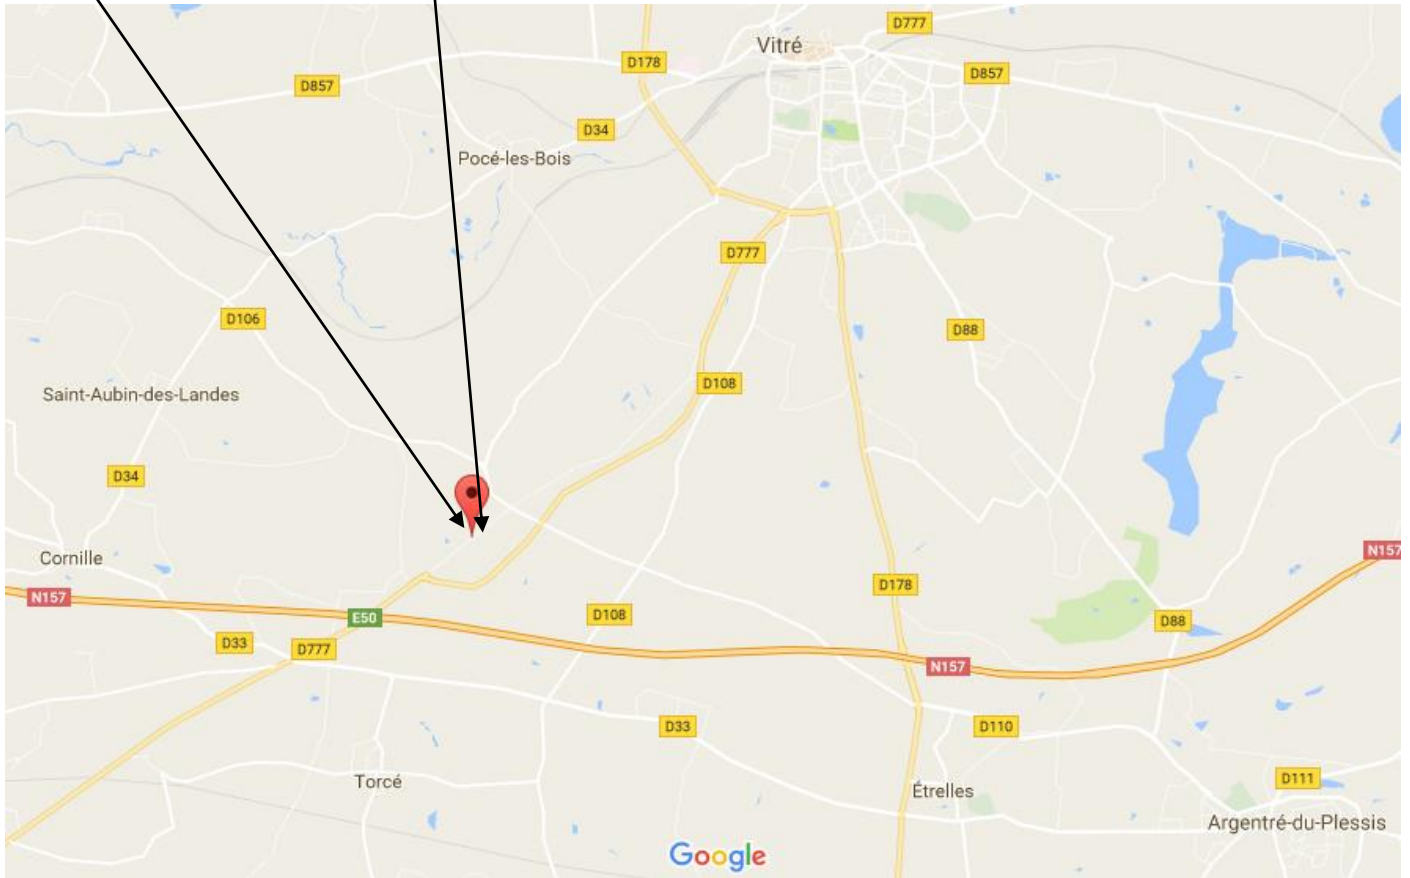 D777
Vitré
D178
D857
D857
D34
Pocé-les-Bois
D777
D106
D88
D108
Saint-Aubin-des-Landes
D34
Cornille
N157
N157
D178
E50
D108
D88
D33
D777
N157
D33
D110
Torcé
D111
Étrelles
Argentré-du-Plessis
Google